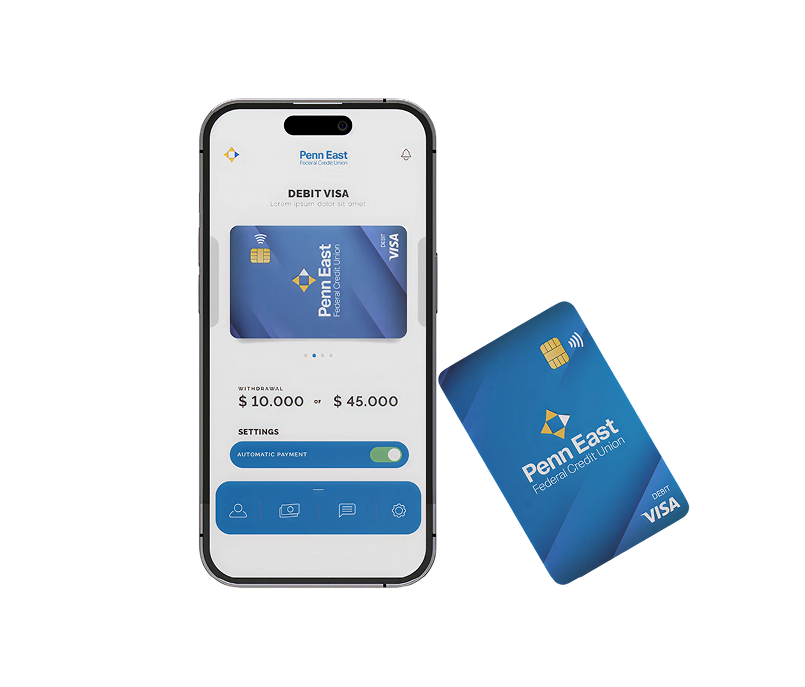 Penn East
Federal Credit Union
DEBIT VISA
Lorem ipsum dolor sit amet
DEBIT
VISA
Penn East
Federal Credit Union
WITHDRAWAL
$ 10.000 OF $ 45.000
SETTINGS
AUTOMATIC PAYMENT
Penn East
Federal Credit Union
DEBIT
VISA